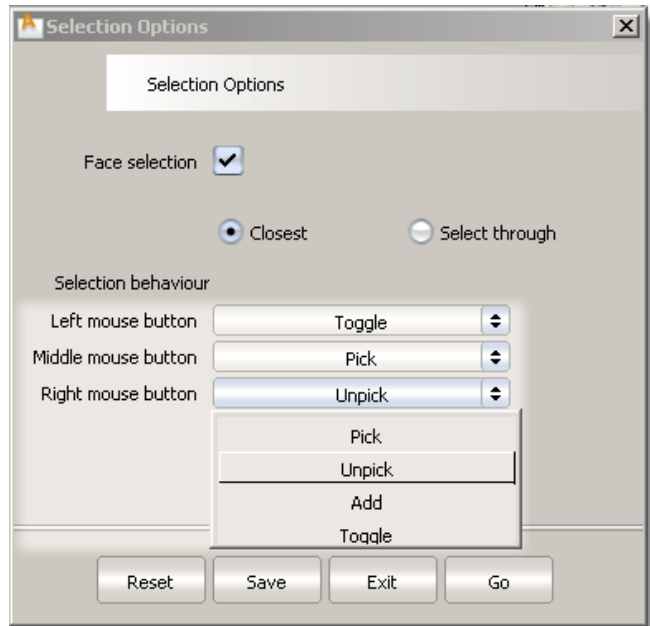 Selection Options
Selection Options
Face selection
Closest Select through
Selection behaviour
Left mouse button Toggle
Middle mouse button Pick
Right mouse button Unpick
Pick
Unpick
Add
Toggle
Reset Save Exit Go